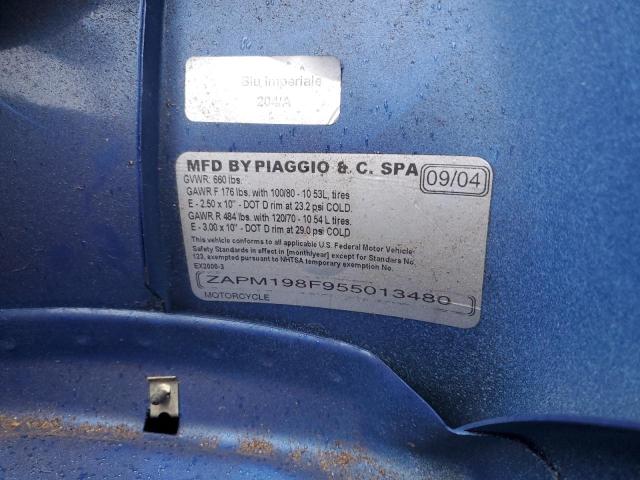 Blu Imperiale
204/A
MFD BY PIAGGIO & C. SPA 09/04
GVWR. 660 lbs.
GAWR F 176 lbs. with 100/80 - 10 53L, tires
E - 2.50 x 10" - DOT D rim at 23.2 psi COLD.
GAWR R 484 lbs. with 120/70 - 10 54 L tires.
E - 3.00 x 10" - DOT D rim at 29.0 psi COLD.
This vehicle conforms to all applicable U.S. Federal Motor Vehicle
Safety Standards in effect in [month/year] except for Standars No.
123, exempted pursuant to NHTSA temporary exemption No.
EX2000-3
ZAPM198F955013480
MOTORCYCLE